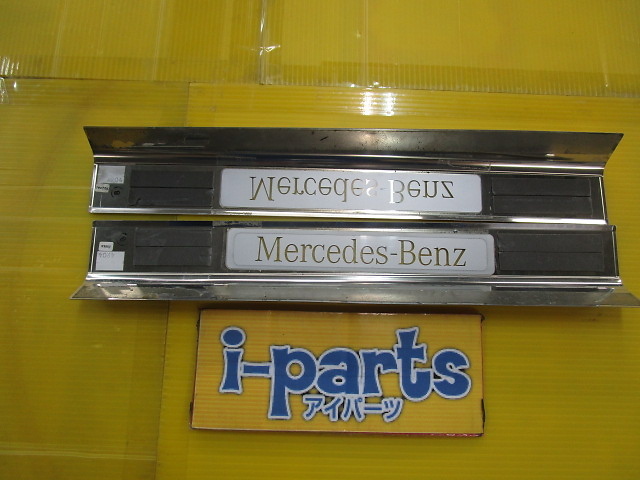 Mercedes-Benz
Mercedes-Benz
i-parts
アイパーツ